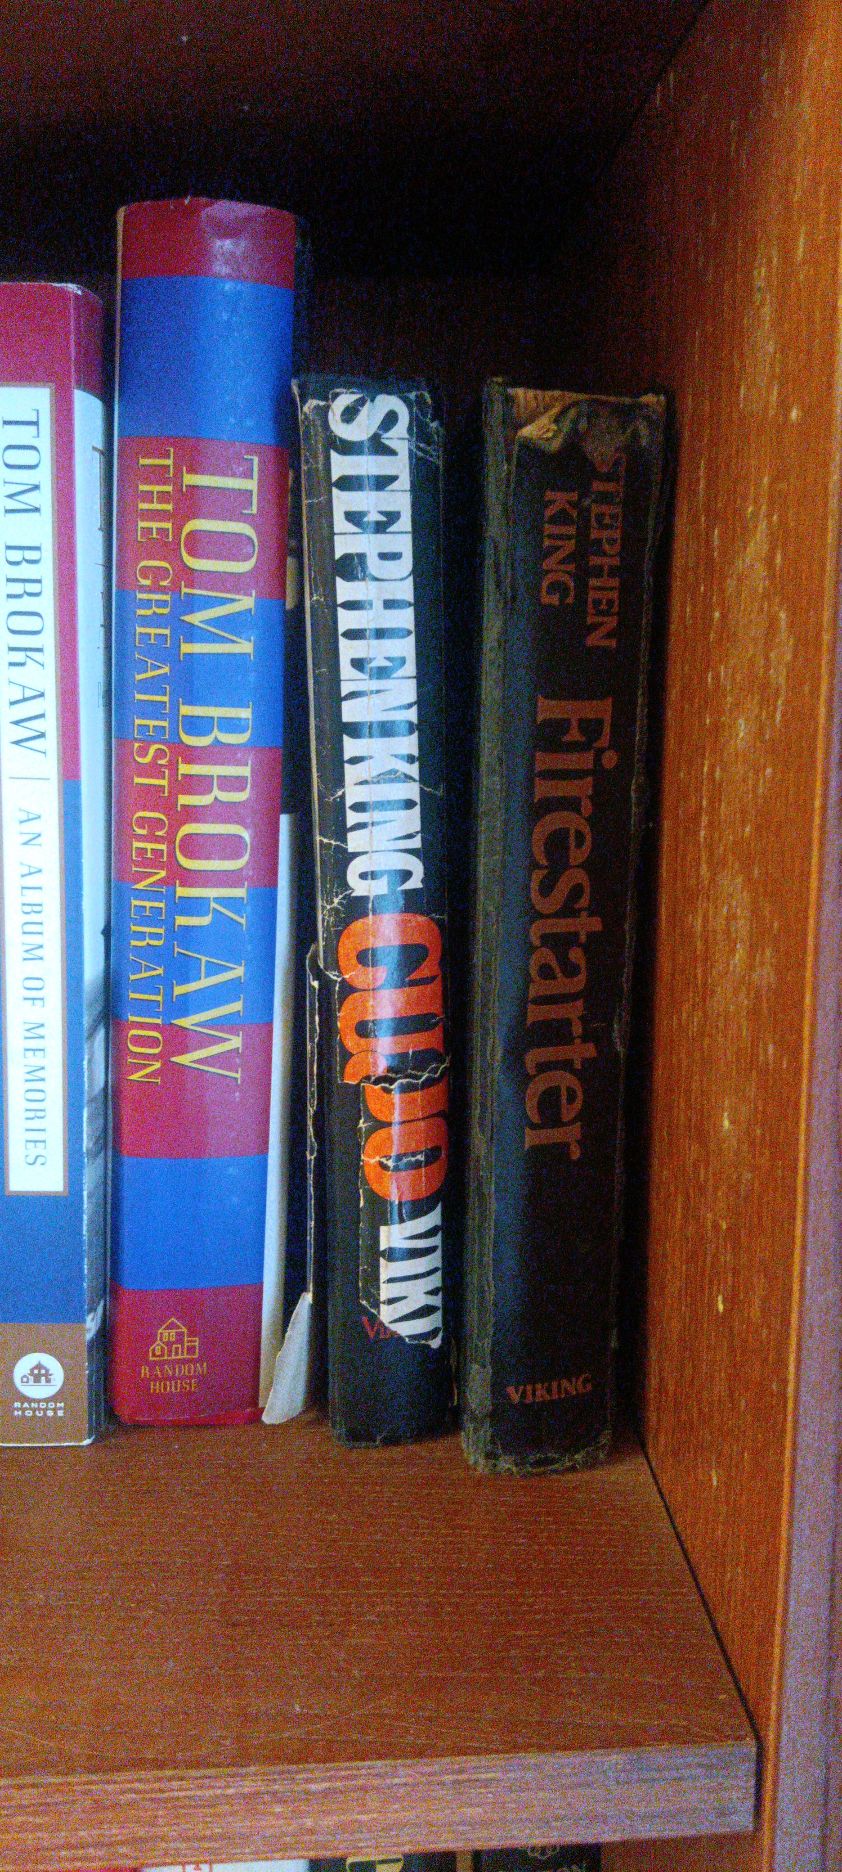 TOM BROKAW | AN ALBUM OF MEMORIES
RANDOM
HOUSE
TOM BROKAW
THE GREATEST GENERATION
RANDOM
HOUSE
STEPHEN KING CUJO VIKI
STEPHEN
KING
Firestarter
VIKING